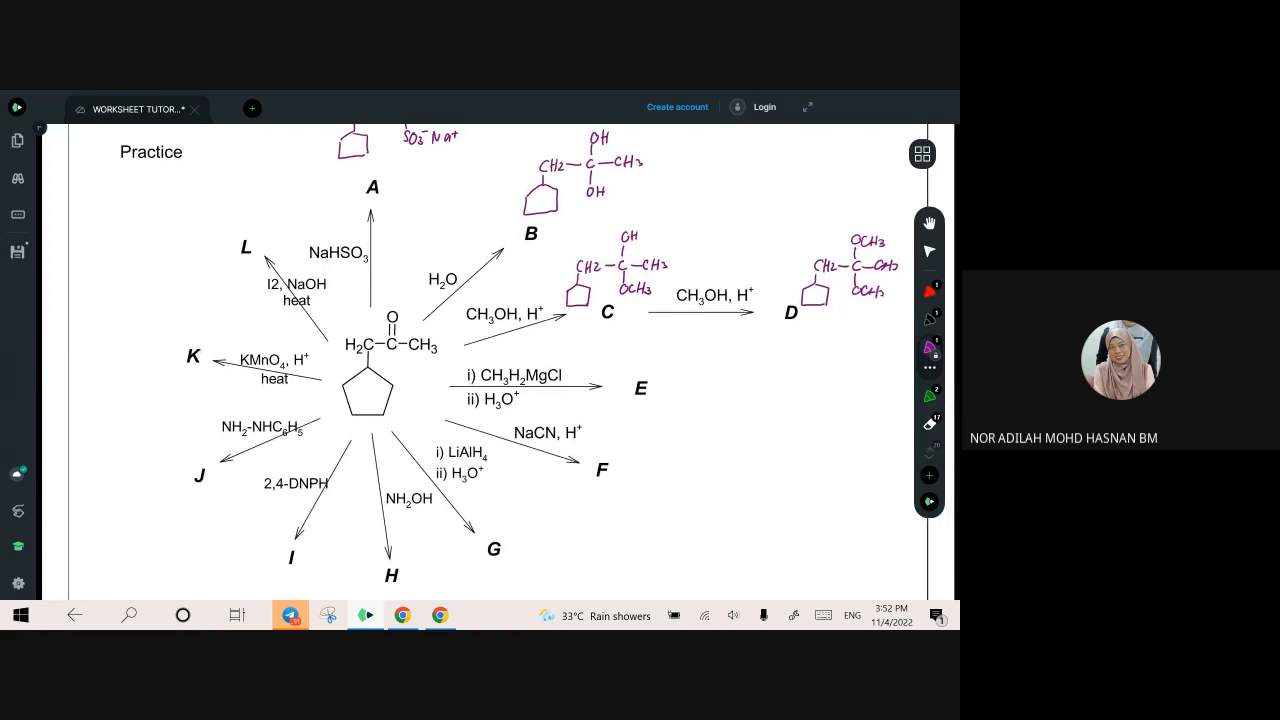 WORKSHEET TUTOR...*
Create account
Login
Practice
SO3⁻ Na⁺
A
OH
CH2 — C — CH3
OH
B
L
NaHSO₃
I2, NaOH
heat
H₂O
OH
CH2 — C — CH3
OCH3
C
CH₃OH, H⁺
CH₃OH, H⁺
OCH3
CH2 — C — CH3
OCH3
D
O
H₂C—C—CH₃
K
KMnO₄, H⁺
heat
i) CH₃H₂MgCl
ii) H₃O⁺
E
NH₂-NHC₆H₅
J
NaCN, H⁺
F
i) LiAlH₄
ii) H₃O⁺
2,4-DNPH
NH₂OH
G
I
H
NOR ADILAH MOHD HASNAN BM
33°C Rain showers
ENG
3:52 PM
11/4/2022